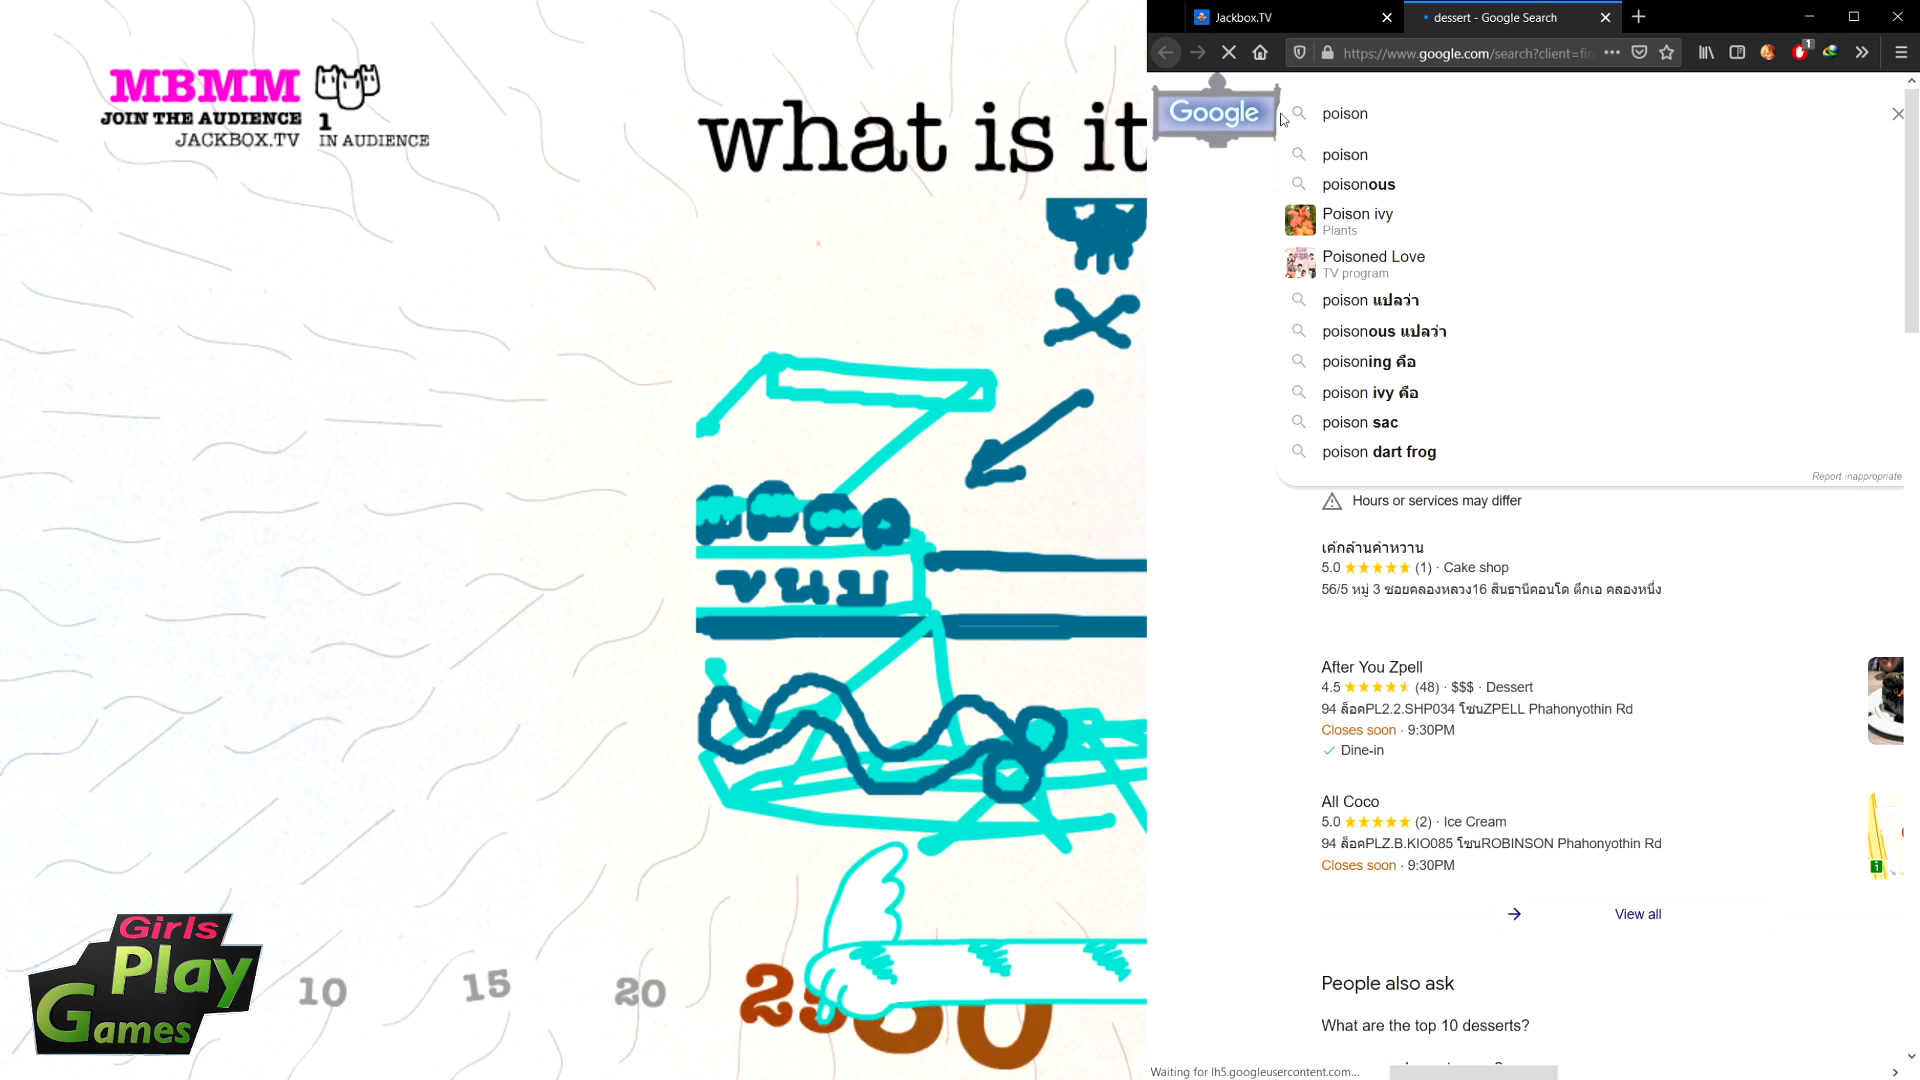 MBMM
JOIN THE AUDIENCE
JACKBOX.TV
1
IN AUDIENCE
what is it
ขนม
Girls
Play
Games
10
15
20
Jackbox.TV
dessert - Google Search
https://www.google.com/search?client=fir
1
Google
poison
poison
poisonous
Poison ivy
Plants
Poisoned Love
TV program
poison แปลว่า
poisonous แปลว่า
poisoning คือ
poison ivy คือ
poison sac
poison dart frog
Report inappropriate
Hours or services may differ
เค้กล้านคำหวาน
5.0 ★★★★★ (1) · Cake shop
56/5 หมู่ 3 ซอยคลองหลวง16 สินธานีคอนโด ตึกเอ คลองหนึ่ง
After You Zpell
4.5 ★★★★★ (48) · $$$ · Dessert
94 ล็อคPL2.2.SHP034 โซนZPELL Phahonyothin Rd
Closes soon · 9:30PM
Dine-in
All Coco
5.0 ★★★★★ (2) · Ice Cream
94 ล็อคPLZ.B.KIO085 โซนROBINSON Phahonyothin Rd
Closes soon · 9:30PM
View all
People also ask
What are the top 10 desserts?
Waiting for lh5.googleusercontent.com...